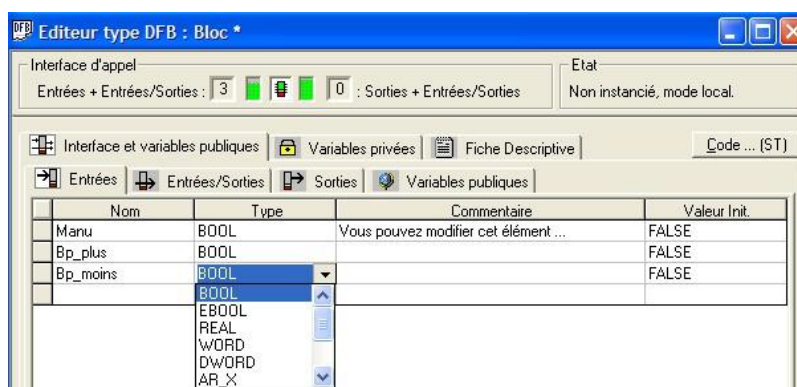 DFB Editeur type DFB : Bloc *
Interface d'appel
Entrées + Entrées/Sorties : 3 0 : Sorties + Entrées/Sorties
Etat
Non instancié, mode local.
Interface et variables publiques Variables privées Fiche Descriptive Code ... (ST)
Entrées Entrées/Sorties Sorties Variables publiques
Nom Type Commentaire Valeur Init.
Manu BOOL Vous pouvez modifier cet élément ... FALSE
Bp_plus BOOL FALSE
Bp_moins BOOL FALSE
BOOL
EBOOL
REAL
WORD
DWORD
AR_X